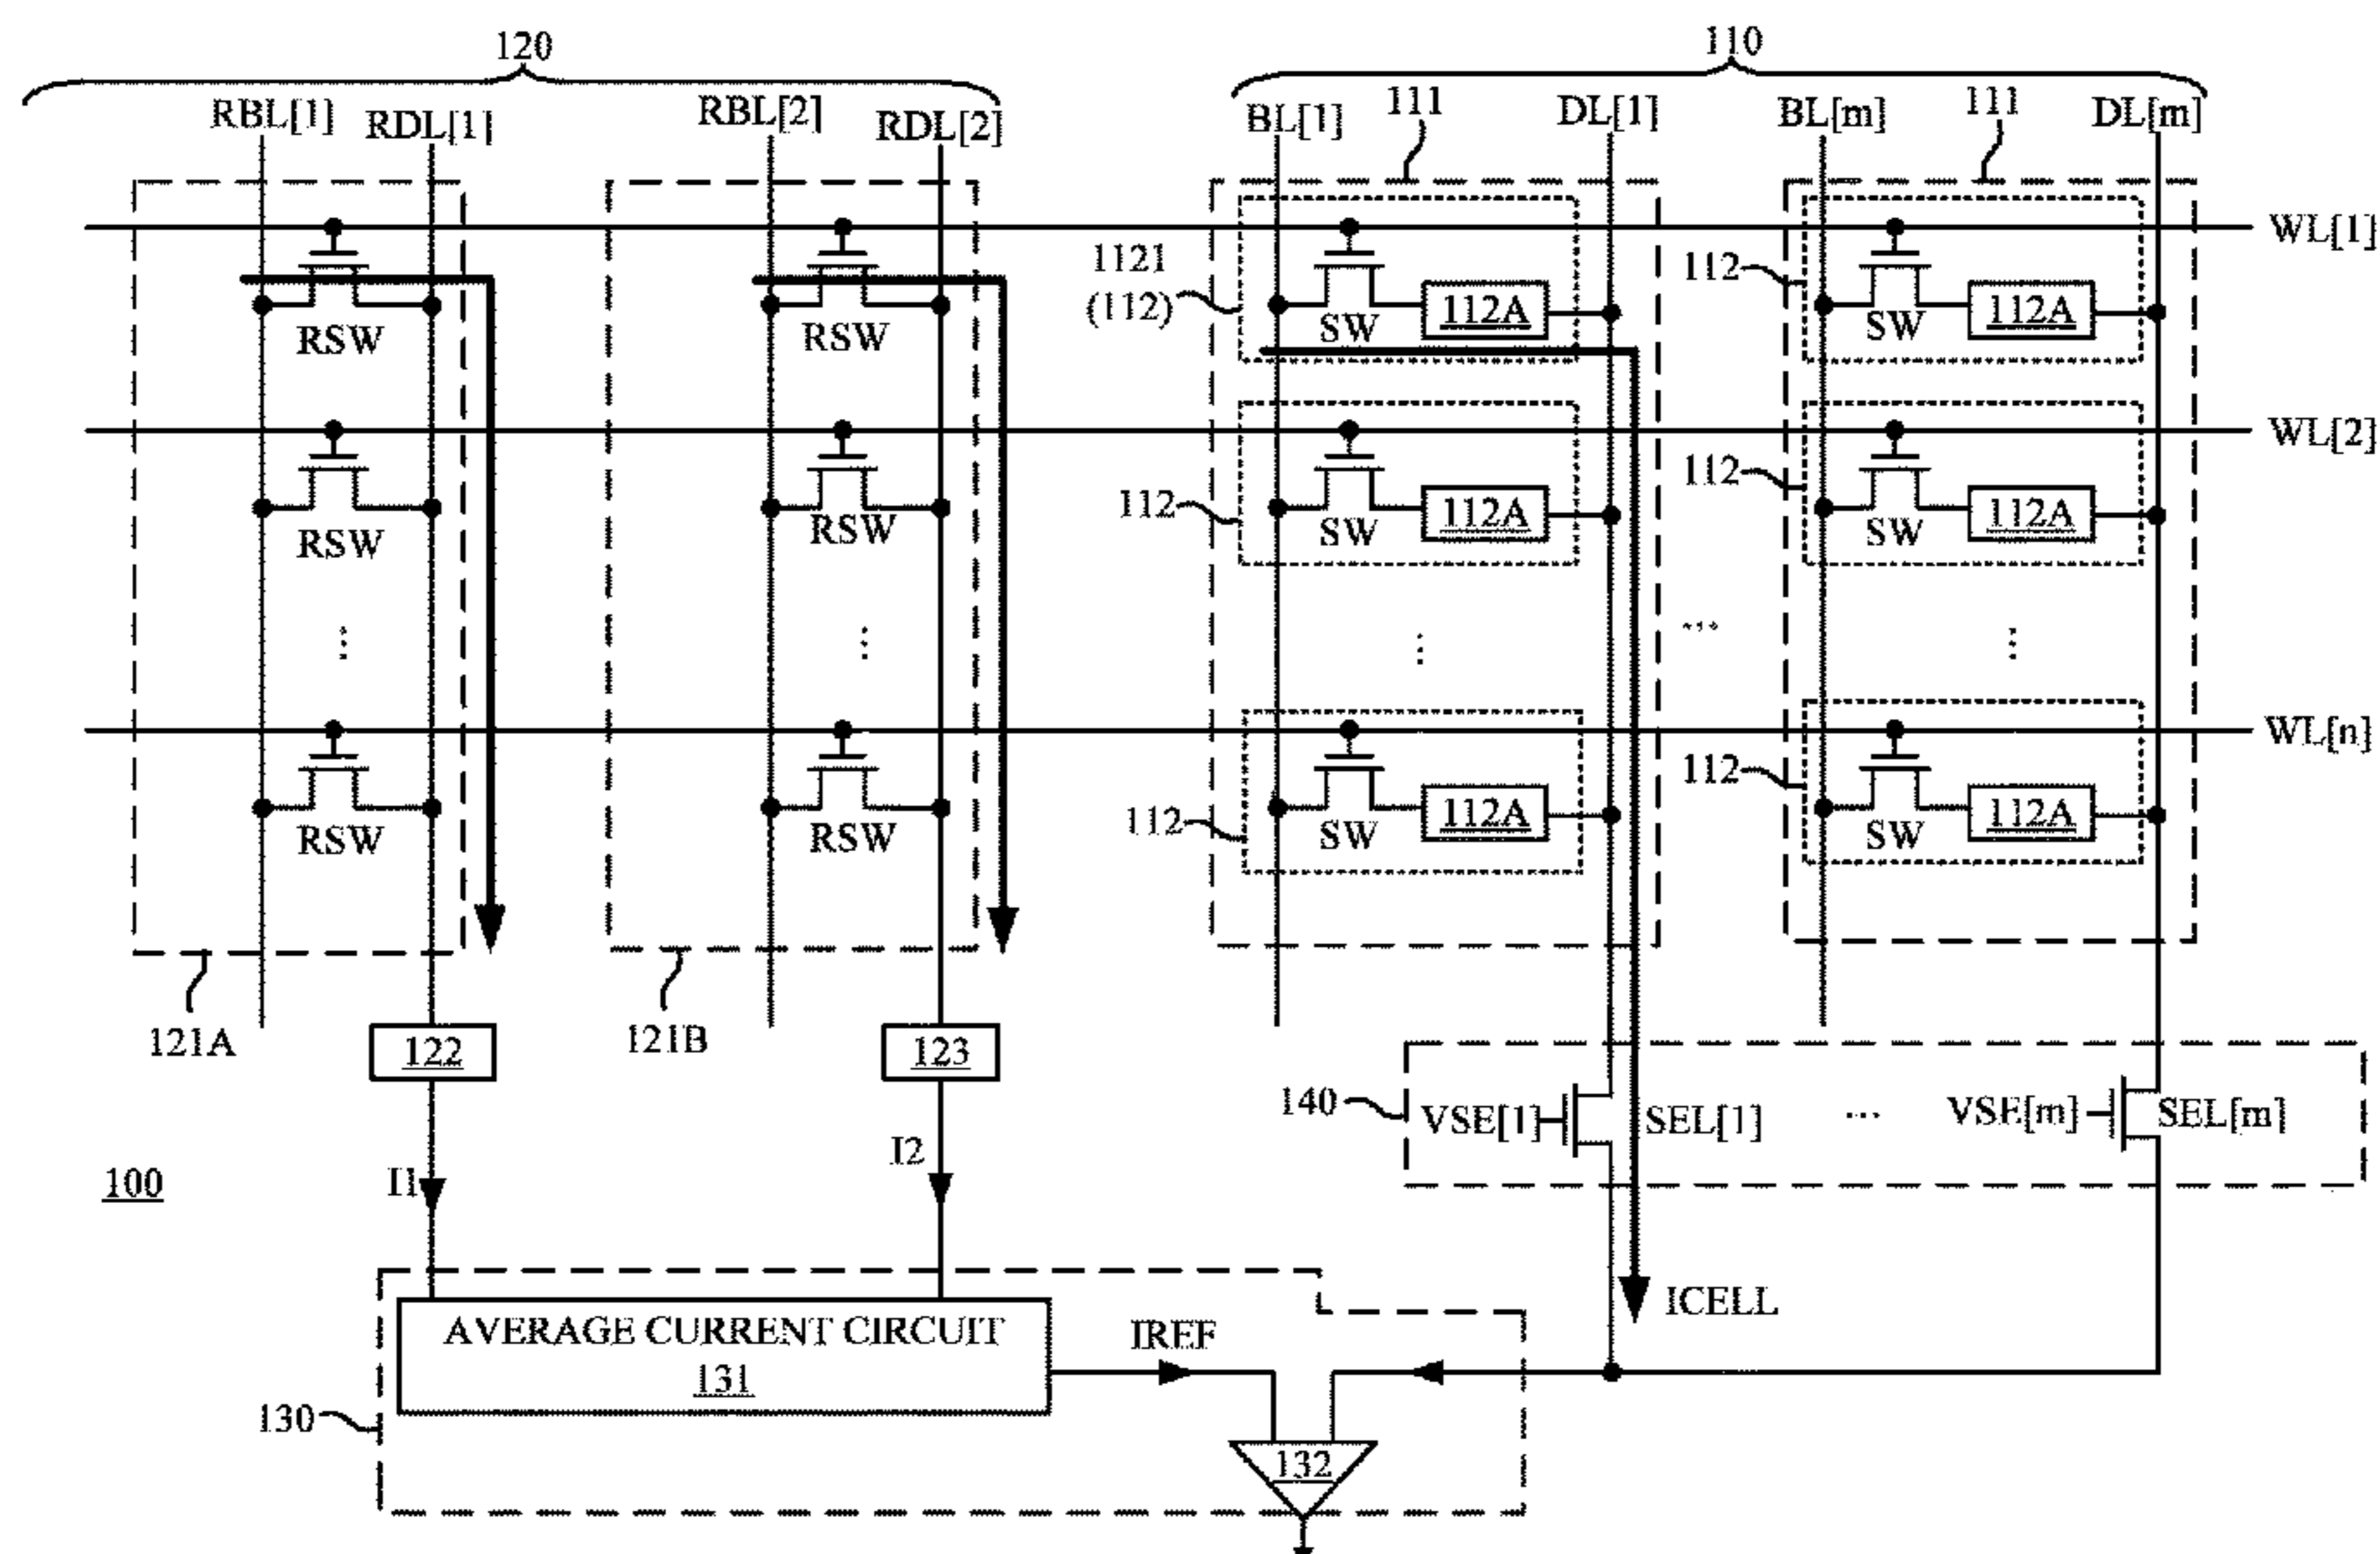 120
110
RBL[1]
RDL[1]
RBL[2]
RDL[2]
BL[1]
111
DL[1]
BL[m]
111
DL[m]
WL[1]
RSW
RSW
1121
(112)
SW
112A
112
SW
112A
WL[2]
RSW
RSW
112
SW
112A
112
SW
112A
...
...
...
...
...
WL[n]
RSW
RSW
112
SW
112A
112
SW
112A
121A
122
121B
123
140
VSE[1]
SEL[1]
...
VSE[m]
SEL[m]
100
I1
I2
ICELL
AVERAGE CURRENT CIRCUIT
131
IREF
130
132